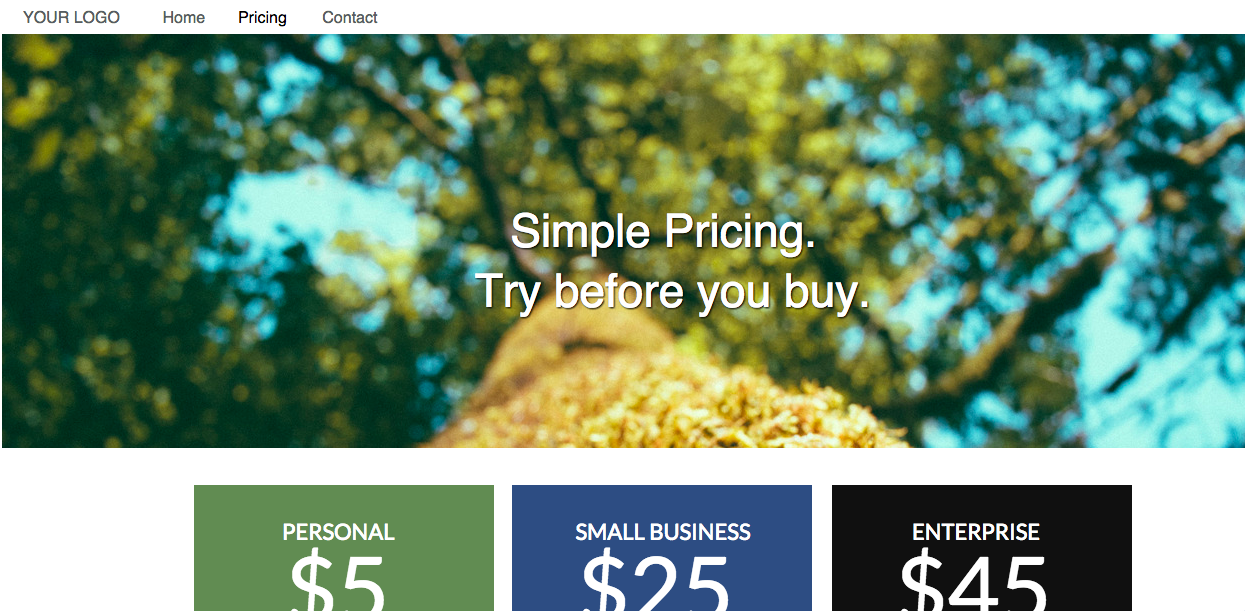 YOUR LOGO Home Pricing Contact
Simple Pricing.
Try before you buy.
PERSONAL SMALL BUSINESS ENTERPRISE
$5 $25 $45